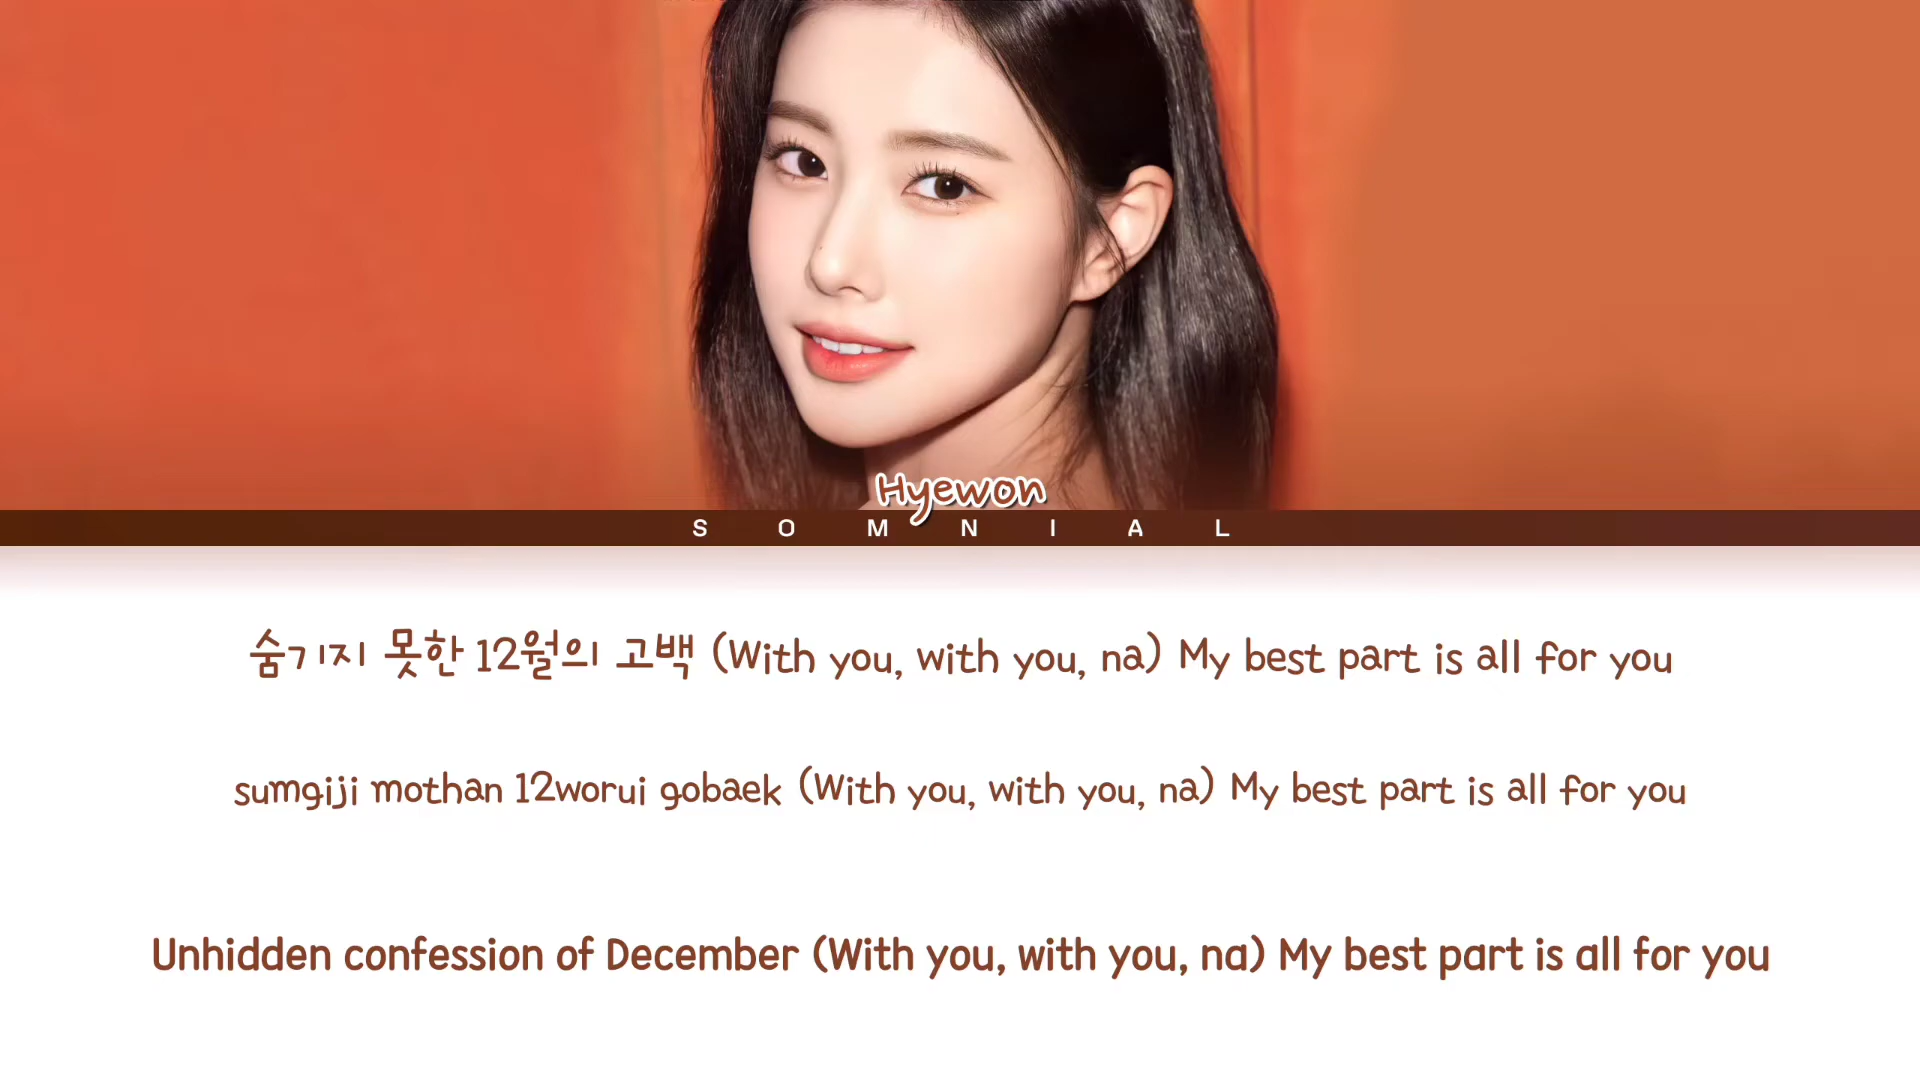 Hyewon
SOMNIAL
숨기지 못한 12월의 고백 (With you, with you, na) My best part is all for you
sumgiji mothan 12worui gobaek (With you, with you, na) My best part is all for you
Unhidden confession of December (With you, with you, na) My best part is all for you